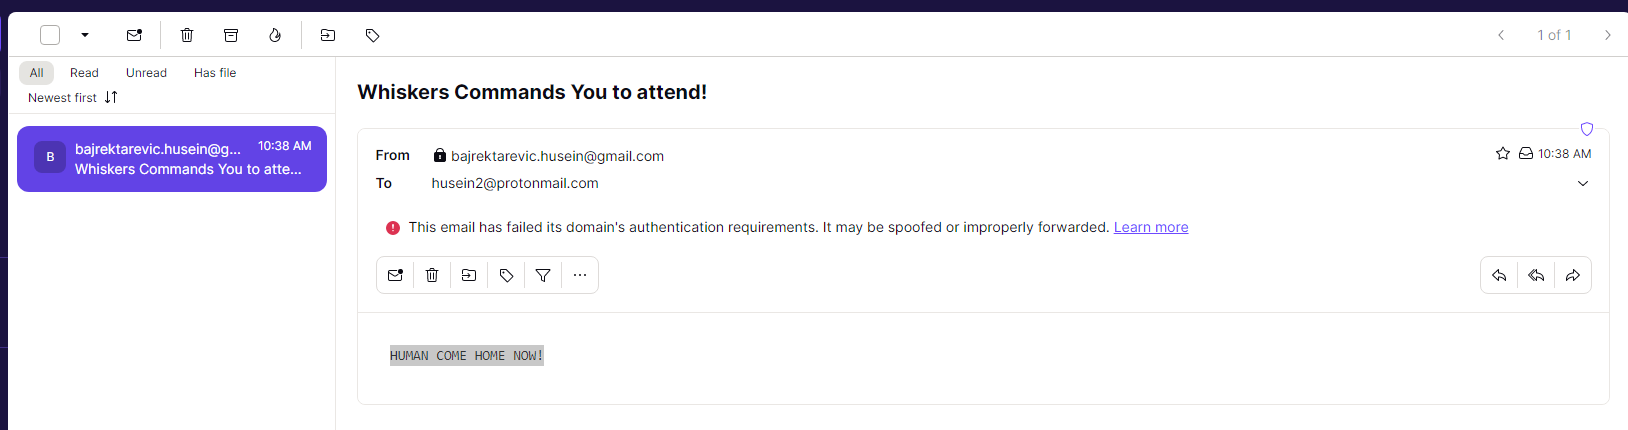 1 of 1
All Read Unread Has file
Newest first
B
bajrektarevic.husein@g... 10:38 AM
Whiskers Commands You to atte...
Whiskers Commands You to attend!
From bajrektarevic.husein@gmail.com 10:38 AM
To husein2@protonmail.com
This email has failed its domain's authentication requirements. It may be spoofed or improperly forwarded. Learn more
HUMAN COME HOME NOW!